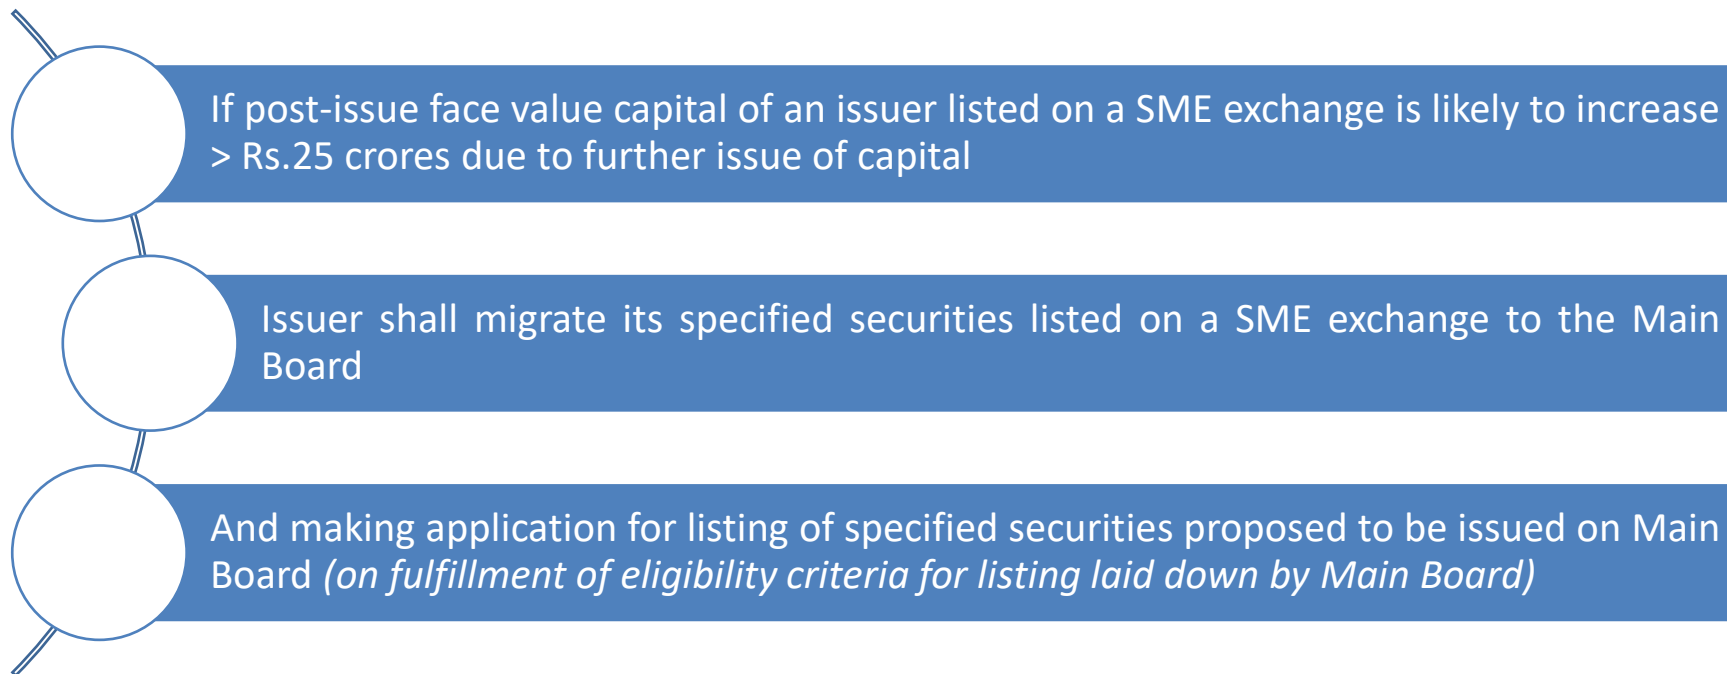 If post-issue face value capital of an issuer listed on a SME exchange is likely to increase
> Rs.25 crores due to further issue of capital
Issuer shall migrate its specified securities listed on a SME exchange to the Main
Board
And making application for listing of specified securities proposed to be issued on Main
Board (on fulfillment of eligibility criteria for listing laid down by Main Board)